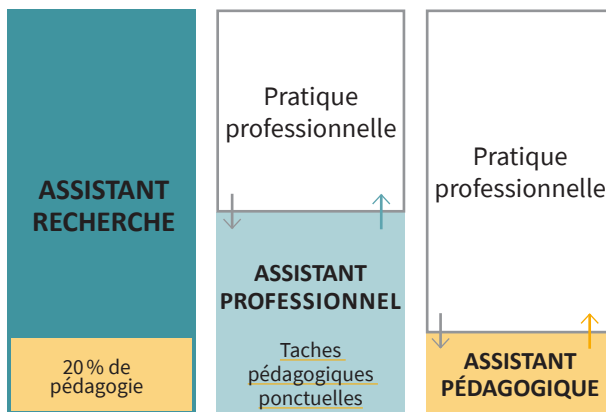 ASSISTANT
RECHERCHE
20 % de
pédagogie
Pratique
professionnelle
ASSISTANT
PROFESSIONNEL
Taches
pédagogiques
ponctuelles
Pratique
professionnelle
ASSISTANT
PÉDAGOGIQUE